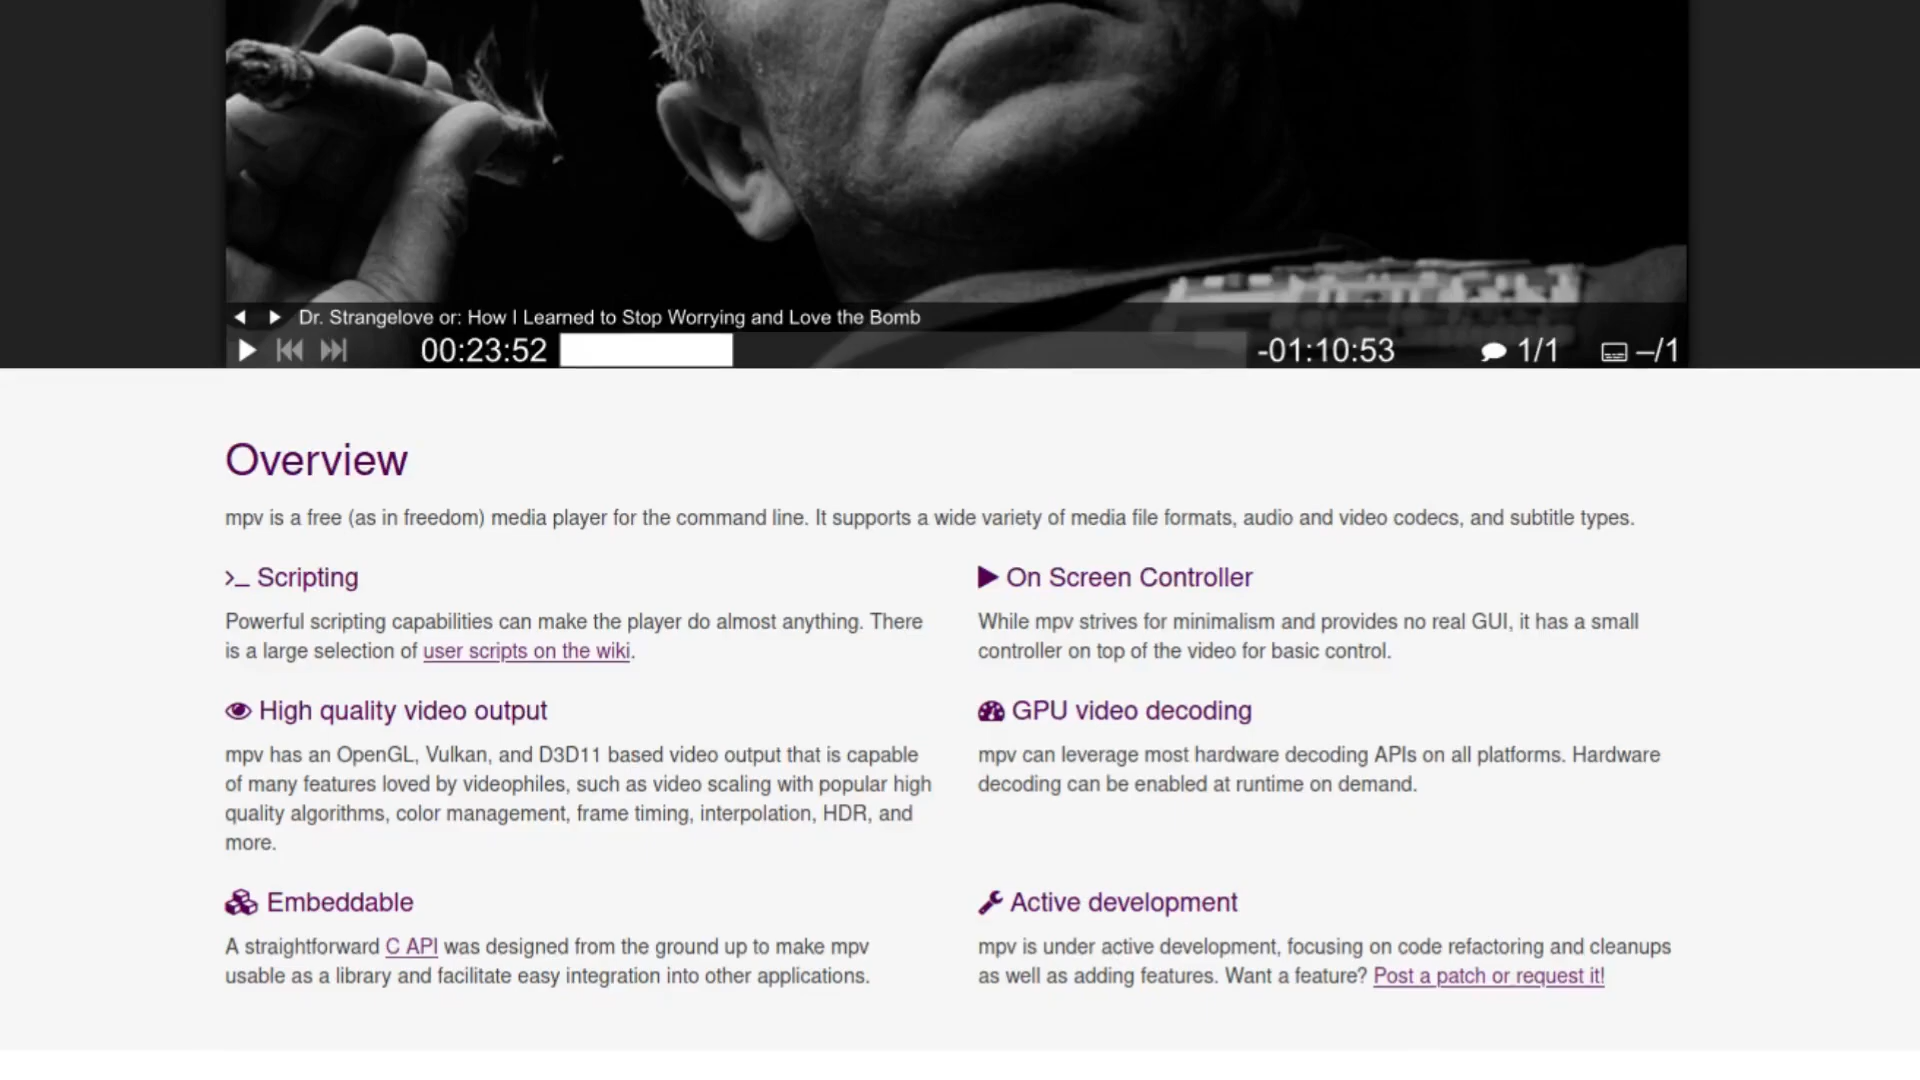 Dr. Strangelove or: How I Learned to Stop Worrying and Love the Bomb
00:23:52
-01:10:53
1/1
–/1
Overview
mpv is a free (as in freedom) media player for the command line. It supports a wide variety of media file formats, audio and video codecs, and subtitle types.
Scripting
Powerful scripting capabilities can make the player do almost anything. There
is a large selection of user scripts on the wiki.
On Screen Controller
While mpv strives for minimalism and provides no real GUI, it has a small
controller on top of the video for basic control.
High quality video output
mpv has an OpenGL, Vulkan, and D3D11 based video output that is capable
of many features loved by videophiles, such as video scaling with popular high
quality algorithms, color management, frame timing, interpolation, HDR, and
more.
GPU video decoding
mpv can leverage most hardware decoding APIs on all platforms. Hardware
decoding can be enabled at runtime on demand.
Embeddable
A straightforward C API was designed from the ground up to make mpv
usable as a library and facilitate easy integration into other applications.
Active development
mpv is under active development, focusing on code refactoring and cleanups
as well as adding features. Want a feature? Post a patch or request it!